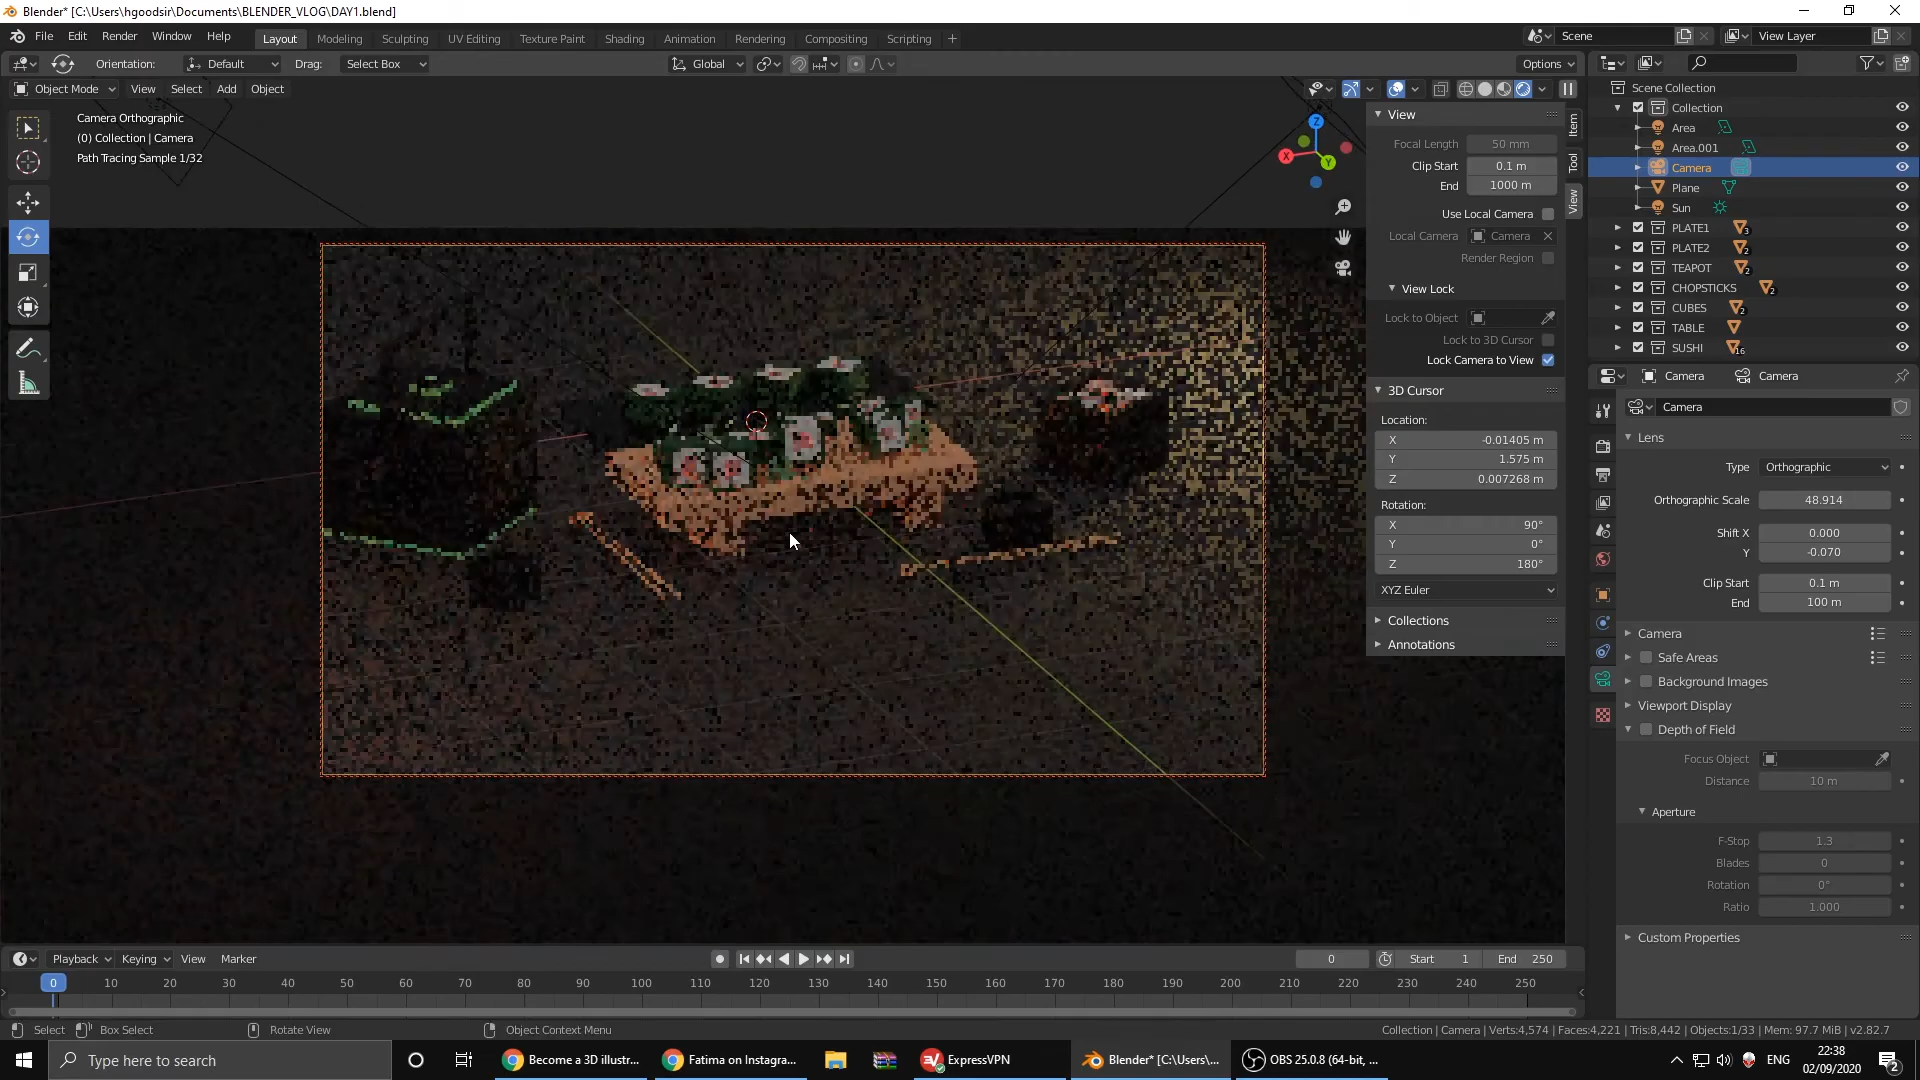 Blender* [C:\Users\hgoodsir\Documents\BLENDER_VLOG\DAY1.blend]
File Edit Render Window Help
Layout Modeling Sculpting UV Editing Texture Paint Shading Animation Rendering Compositing Scripting +
Scene
View Layer
Orientation: Default Drag: Select Box
Global
Options
Object Mode View Select Add Object
Camera Orthographic
(0) Collection | Camera
Path Tracing Sample 1/32
Z
X
Y
View
Focal Length 50 mm
Clip Start 0.1 m
End 1000 m
Use Local Camera
Local Camera Camera
Render Region
View Lock
Lock to Object
Lock to 3D Cursor
Lock Camera to View
3D Cursor
Location:
X -0.01405 m
Y 1.575 m
Z 0.007268 m
Rotation:
X 90°
Y 0°
Z 180°
XYZ Euler
Collections
Annotations
Item
Tool
View
Scene Collection
Collection
Area
Area.001
Camera
Plane
Sun
PLATE1 3
PLATE2 2
TEAPOT 2
CHOPSTICKS 2
CUBES 2
TABLE
SUSHI 16
Camera Camera
Camera
Lens
Type Orthographic
Orthographic Scale 48.914
Shift X 0.000
Y -0.070
Clip Start 0.1 m
End 100 m
Camera
Safe Areas
Background Images
Viewport Display
Depth of Field
Focus Object
Distance 10 m
Aperture
F-Stop 1.3
Blades 0
Rotation 0°
Ratio 1.000
Custom Properties
Playback Keying View Marker
0 Start 1 End 250
0 10 20 30 40 50 60 70 80 90 100 110 120 130 140 150 160 170 180 190 200 210 220 230 240 250
Select Box Select Rotate View Object Context Menu
Collection | Camera | Verts:4,574 | Faces:4,221 | Tris:8,442 | Objects:1/33 | Mem: 97.7 MiB | v2.82.7
Type here to search
Become a 3D illustr...
Fatima on Instagra...
ExpressVPN
Blender* [C:\Users\...
OBS 25.0.8 (64-bit, ...
ENG
22:38
02/09/2020
2